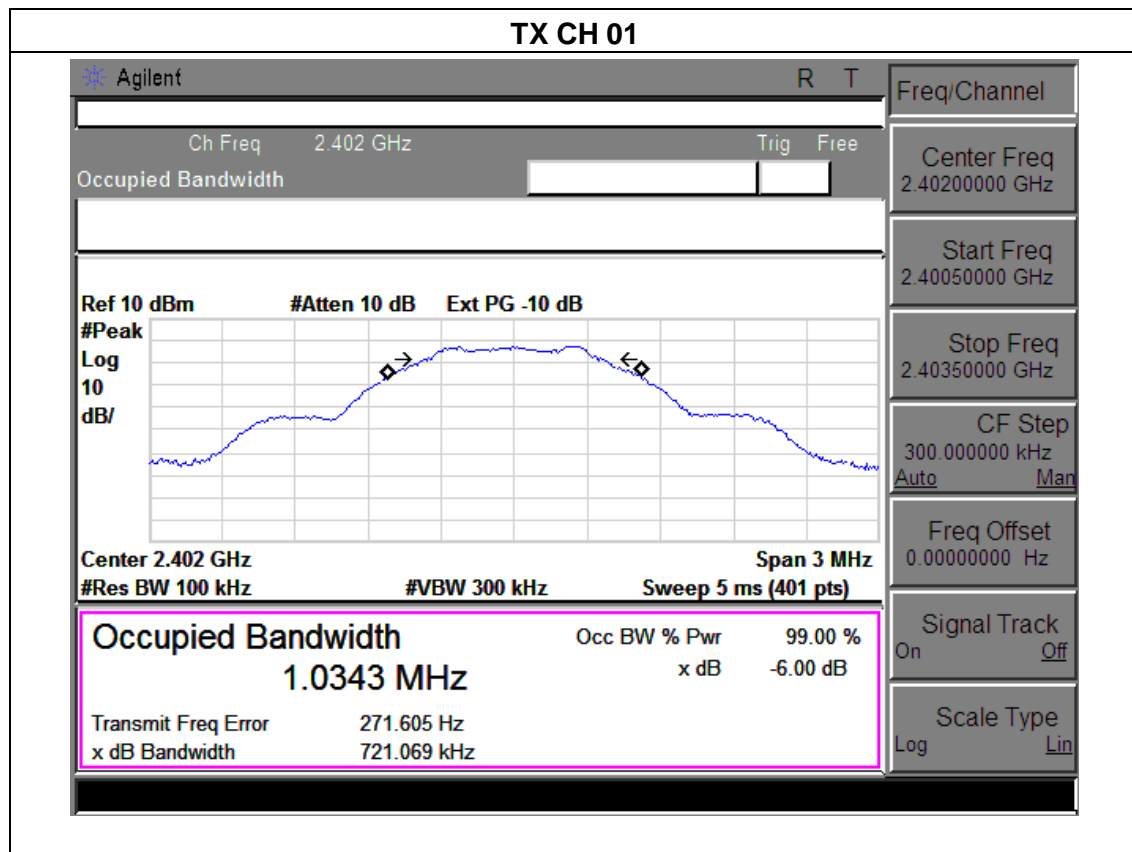 TX CH 01
Agilent R T
Ch Freq 2.402 GHz Trig Free
Occupied Bandwidth
Ref 10 dBm #Atten 10 dB Ext PG -10 dB
#Peak
Log
10
dB/
Center 2.402 GHz Span 3 MHz
#Res BW 100 kHz #VBW 300 kHz Sweep 5 ms (401 pts)
Occupied Bandwidth
1.0343 MHz
Occ BW % Pwr 99.00 %
x dB -6.00 dB
Transmit Freq Error 271.605 Hz
x dB Bandwidth 721.069 kHz
Freq/Channel
Center Freq
2.40200000 GHz
Start Freq
2.40050000 GHz
Stop Freq
2.40350000 GHz
CF Step
300.000000 kHz
Auto Man
Freq Offset
0.00000000 Hz
Signal Track
On Off
Scale Type
Log Lin